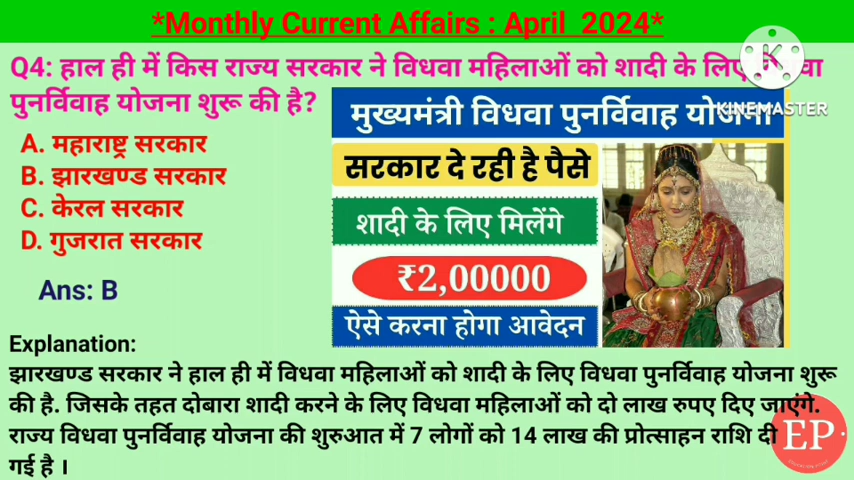 *Monthly Current Affairs : April 2024*
Q4: हाल ही में किस राज्य सरकार ने विधवा महिलाओं को शादी के लिए
पुनर्विवाह योजना शुरू की है?
KINEMASTER
मुख्यमंत्री विधवा पुनर्विवाह योजना
A. महाराष्ट्र सरकार
B. झारखण्ड सरकार
C. केरल सरकार
D. गुजरात सरकार
सरकार दे रही है पैसे
शादी के लिए मिलेंगे
₹2,00000
ऐसे करना होगा आवेदन
Ans: B
Explanation:
झारखण्ड सरकार ने हाल ही में विधवा महिलाओं को शादी के लिए विधवा पुनर्विवाह योजना शुरू
की है. जिसके तहत दोबारा शादी करने के लिए विधवा महिलाओं को दो लाख रुपए दिए जाएंगे.
राज्य विधवा पुनर्विवाह योजना की शुरुआत में 7 लोगों को 14 लाख की प्रोत्साहन राशि दी
गई है ।
EP